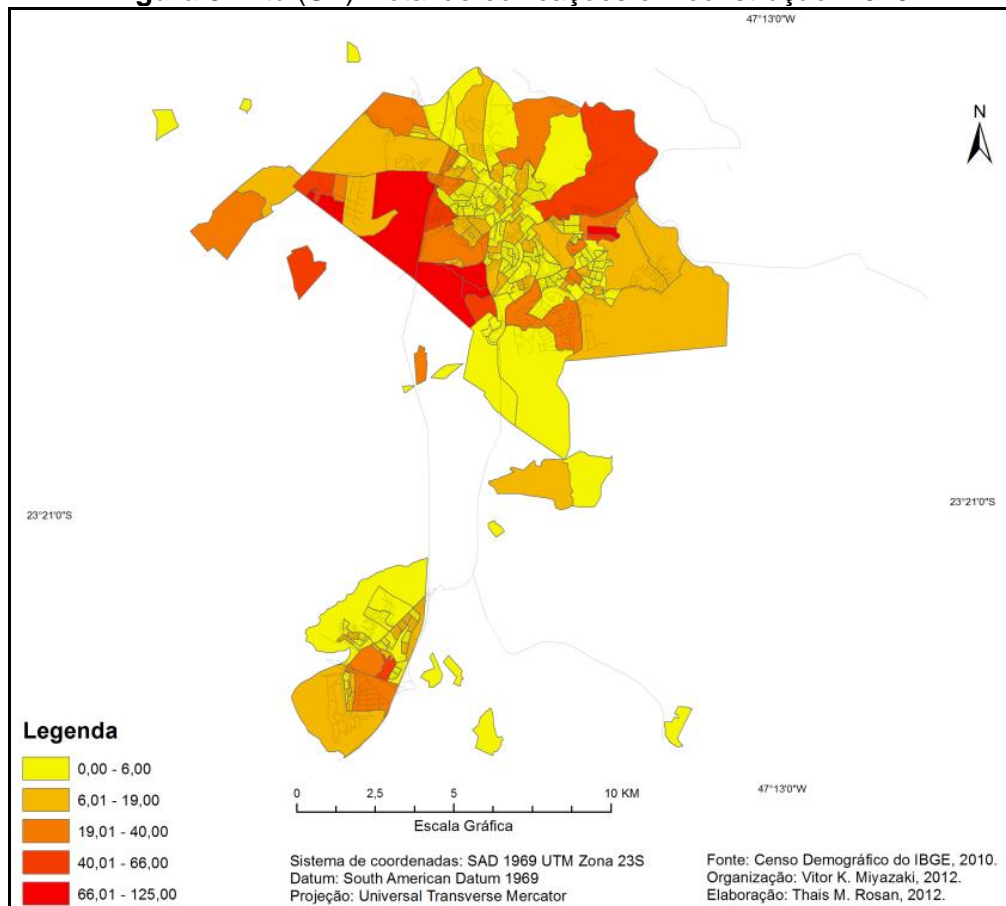 47°13'0"W
N
23°21'0"S
23°21'0"S
Legenda
0,00 - 6,00
6,01 - 19,00
19,01 - 40,00
40,01 - 66,00
66,01 - 125,00
0 2,5 5 10 KM
Escala Gráfica
47°13'0"W
Sistema de coordenadas: SAD 1969 UTM Zona 23S
Datum: South American Datum 1969
Projeção: Universal Transverse Mercator
Fonte: Censo Demográfico do IBGE, 2010.
Organização: Vitor K. Miyazaki, 2012.
Elaboração: Thais M. Rosan, 2012.